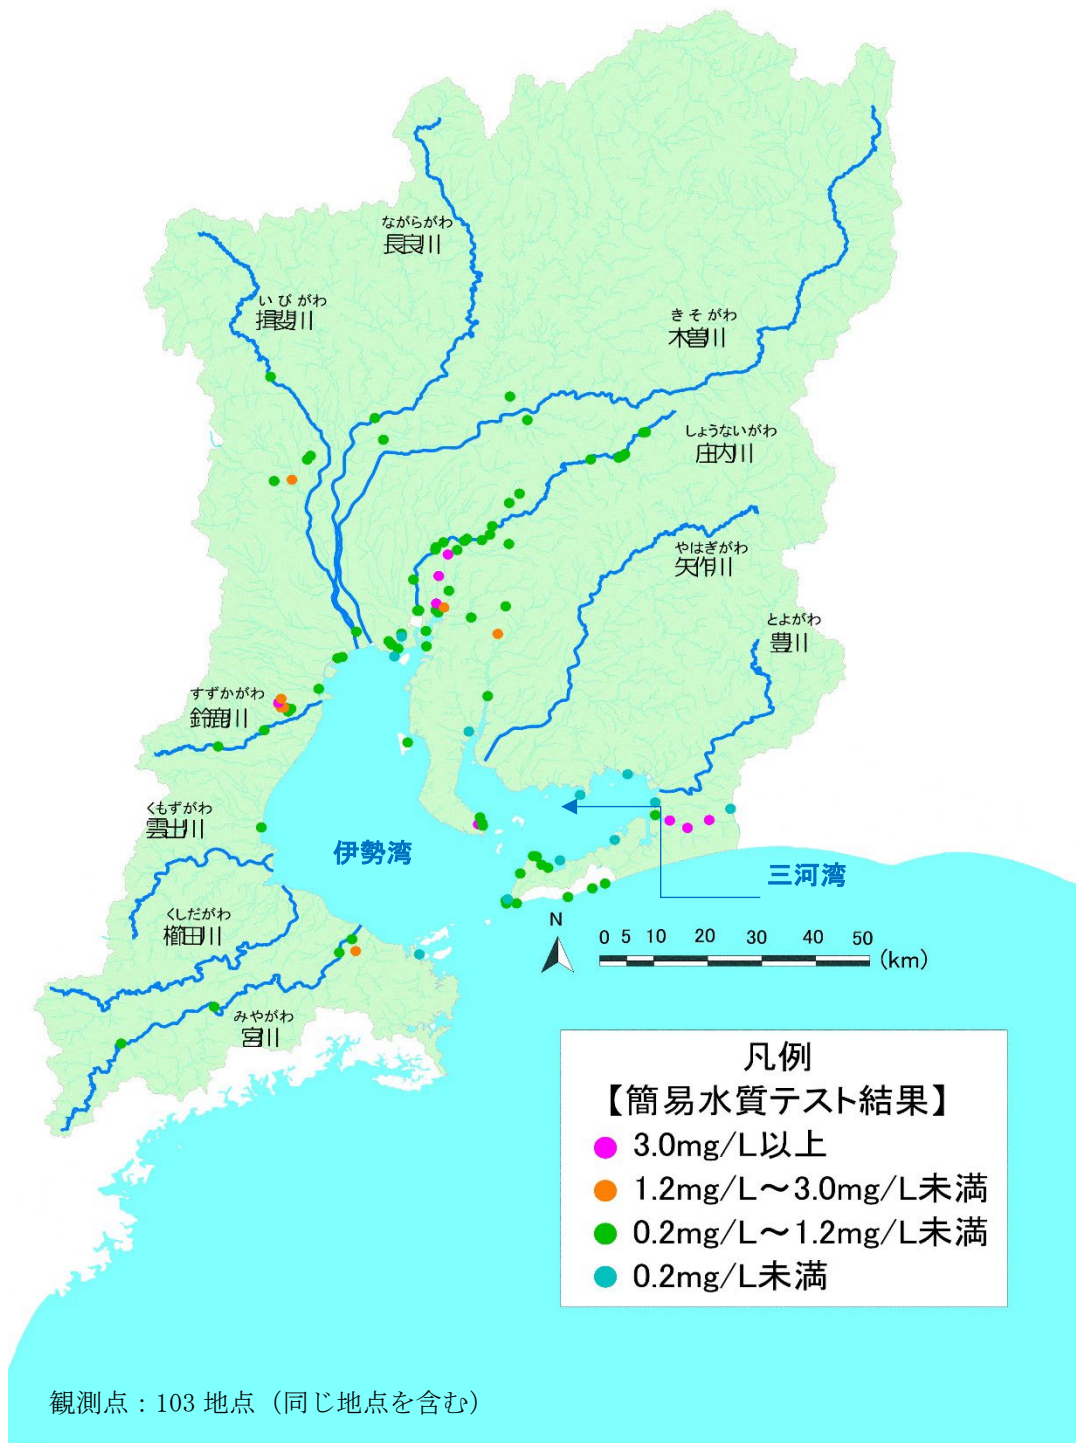 ながらがわ
長良川
いびがわ
揖斐川
きそがわ
木曽川
しょうないがわ
庄内川
やはぎがわ
矢作川
とよがわ
豊川
すずかがわ
鈴鹿川
くもずがわ
雲出川
伊勢湾
三河湾
くしだがわ
櫛田川
N
0 5 10 20 30 40 50 (km)
みやがわ
宮川
凡例
【簡易水質テスト結果】
3.0mg/L以上
1.2mg/L～3.0mg/L未満
0.2mg/L～1.2mg/L未満
0.2mg/L未満
観測点：103 地点（同じ地点を含む）